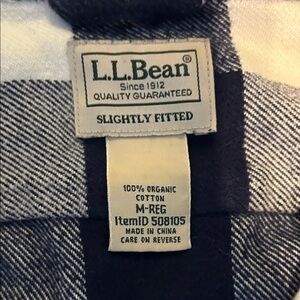 L.L.Bean®
Since 1912
QUALITY GUARANTEED
SLIGHTLY FITTED
100% ORGANIC
COTTON
M-REG
ItemID 508105
MADE IN CHINA
CARE ON REVERSE